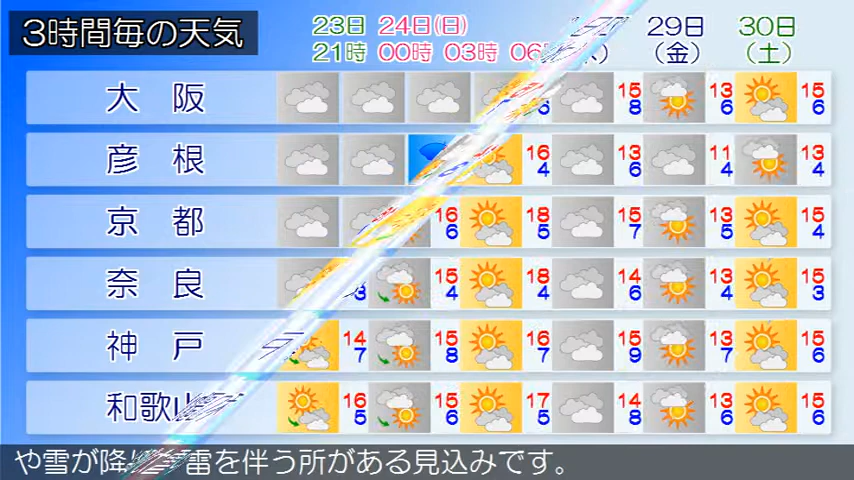 3時間毎の天気
23日 24日(日) 29日 30日
21時 00時 03時 06 (金) (土)
大 阪 6 15 8 13 6 15 6
彦 根 16 4 13 6 11 4 13 4
京 都 16 6 18 5 15 7 13 5 15 4
奈 良 3 15 4 18 4 14 6 13 4 15 3
神 戸 14 7 15 8 16 7 15 9 13 7 15 6
和歌山 16 5 15 6 17 5 14 8 13 6 15 6
や雪が降 雷を伴う所がある見込みです。